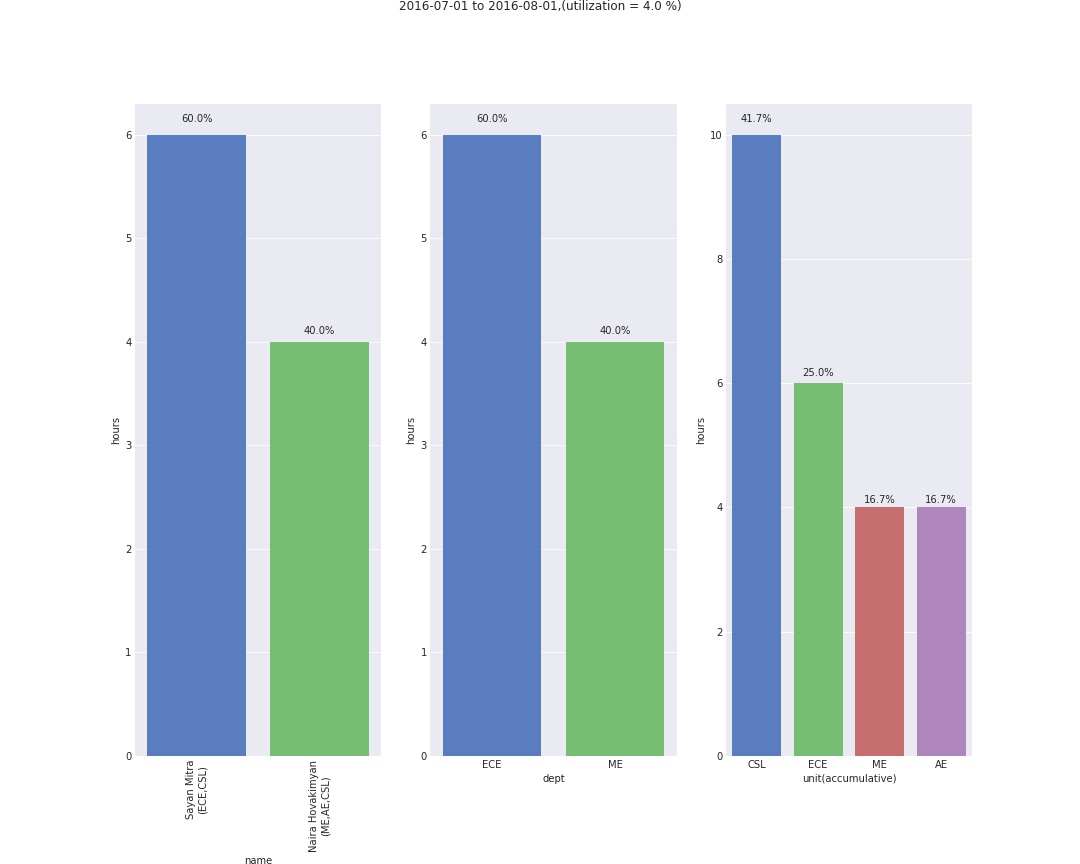 2016-07-01 to 2016-08-01,(utilization = 4.0 %)
60.0%
40.0%
6
5
4
3
2
1
0
hours
Sayan Mitra
(ECE,CSL)
Naira Hovakimyan
(ME,AE,CSL)
name
60.0%
40.0%
6
5
4
3
2
1
0
hours
ECE
ME
dept
41.7%
25.0%
16.7%
16.7%
10
8
6
4
2
0
hours
CSL
ECE
ME
AE
unit(accumulative)